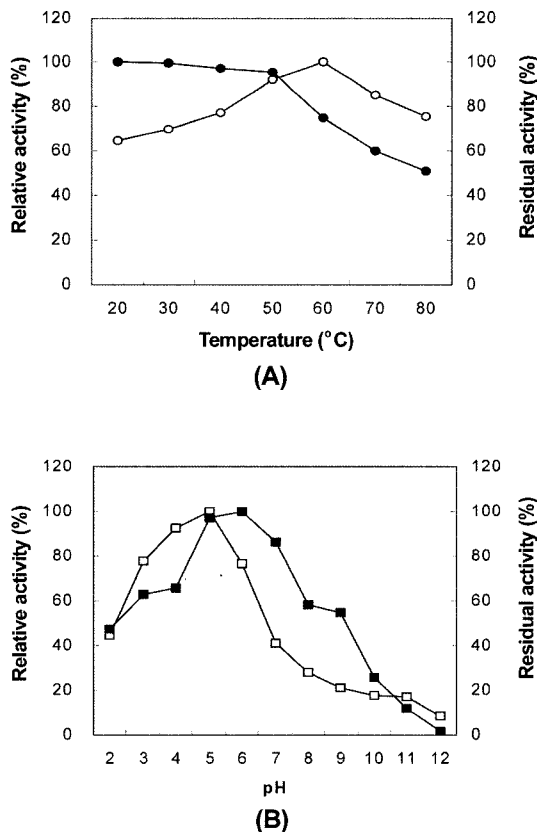 120 120
100 100
80 80
60 60
40 40
20 20
0 0
Relative activity (%)
Residual activity (%)
20 30 40 50 60 70 80
Temperature (°C)
(A)
120 120
100 100
80 80
60 60
40 40
20 20
0 0
Relative activity (%)
Residual activity (%)
2 3 4 5 6 7 8 9 10 11 12
pH
(B)